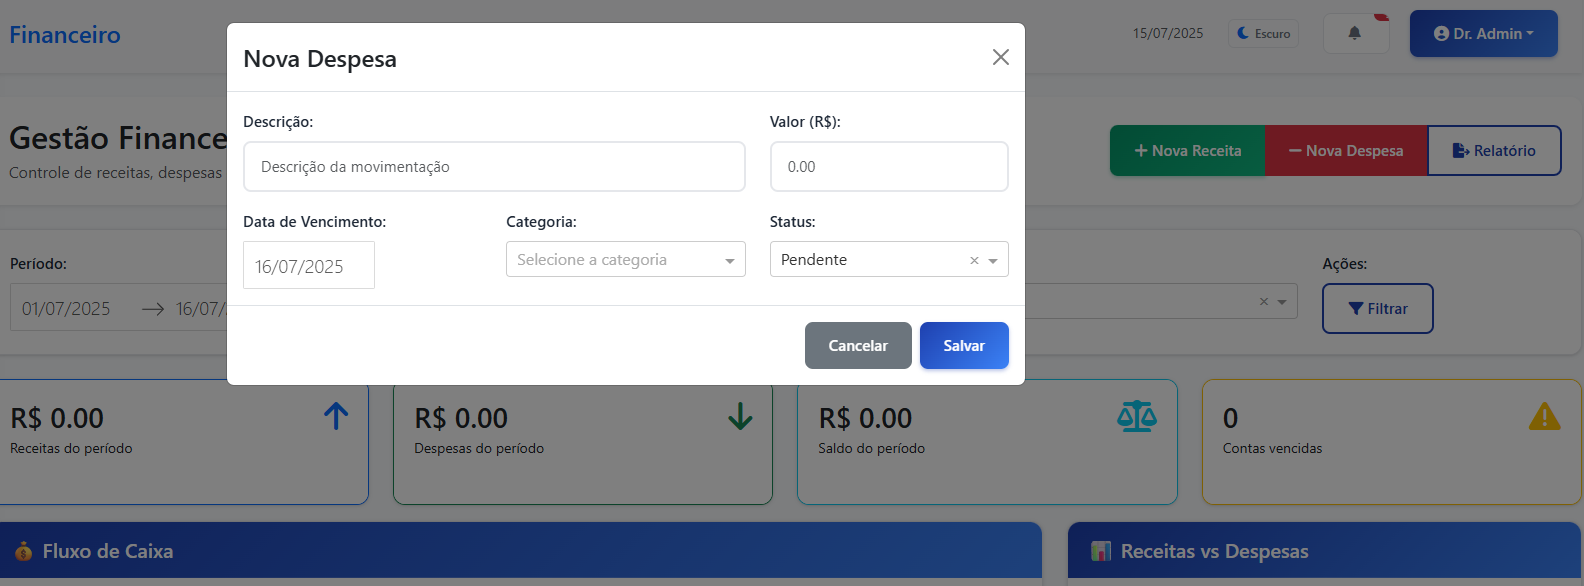 Financeiro
15/07/2025
Escuro
Dr. Admin
Nova Despesa
Gestão Finance
Controle de receitas, despesas
Nova Receita
Nova Despesa
Relatório
Descrição:
Valor (R$):
Descrição da movimentação
0.00
Data de Vencimento:
Categoria:
Status:
16/07/2025
Selecione a categoria
Pendente
Período:
Ações:
01/07/2025
16/07/
Filtrar
Cancelar
Salvar
R$ 0.00
Receitas do período
R$ 0.00
Despesas do período
R$ 0.00
Saldo do período
0
Contas vencidas
Fluxo de Caixa
Receitas vs Despesas